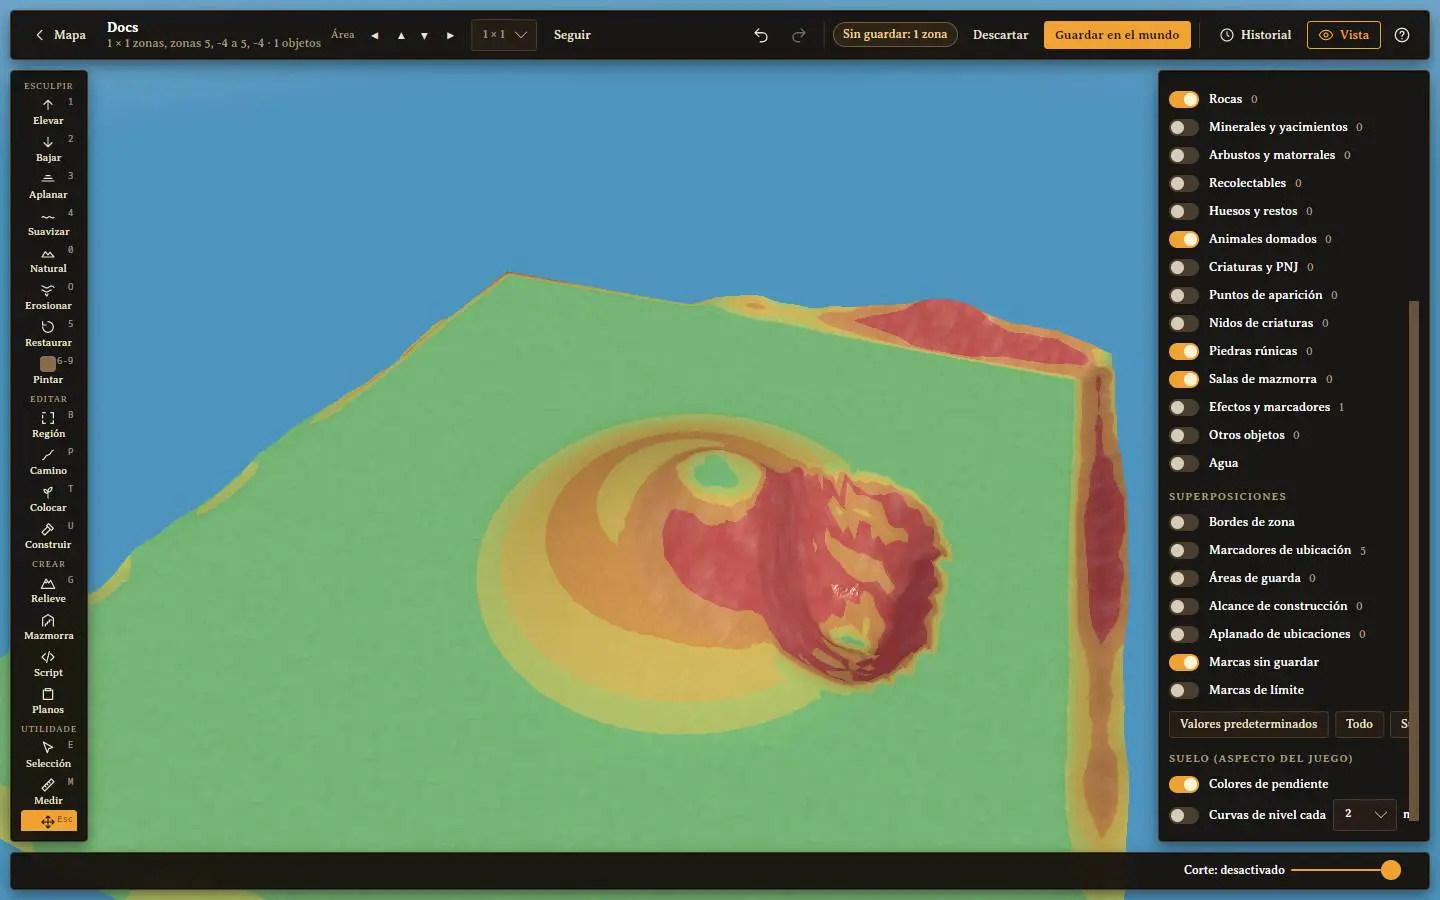 Mapa
Docs
1 × 1 zonas, zonas 5, -4 a 5, -4 · 1 objetos
Área
1 × 1
Seguir
Sin guardar: 1 zona
Descartar
Guardar en el mundo
Historial
Vista
ESCULPIR
1
Elevar
2
Bajar
3
Aplanar
4
Suavizar
0
Natural
O
Erosionar
5
Restaurar
6-9
Pintar
EDITAR
B
Región
P
Camino
T
Colocar
U
Construir
CREAR
G
Relieve
Mazmorra
Script
Planos
UTILIDADE
E
Selección
M
Medir
Esc
Rocas 0
Minerales y yacimientos 0
Arbustos y matorrales 0
Recolectables 0
Huesos y restos 0
Animales domados 0
Criaturas y PNJ 0
Puntos de aparición 0
Nidos de criaturas 0
Piedras rúnicas 0
Salas de mazmorra 0
Efectos y marcadores 1
Otros objetos 0
Agua
SUPERPOSICIONES
Bordes de zona
Marcadores de ubicación 5
Áreas de guarda 0
Alcance de construcción 0
Aplanado de ubicaciones 0
Marcas sin guardar
Marcas de límite
Valores predeterminados Todo
SUELO (ASPECTO DEL JUEGO)
Colores de pendiente
Curvas de nivel cada 2
Corte: desactivado